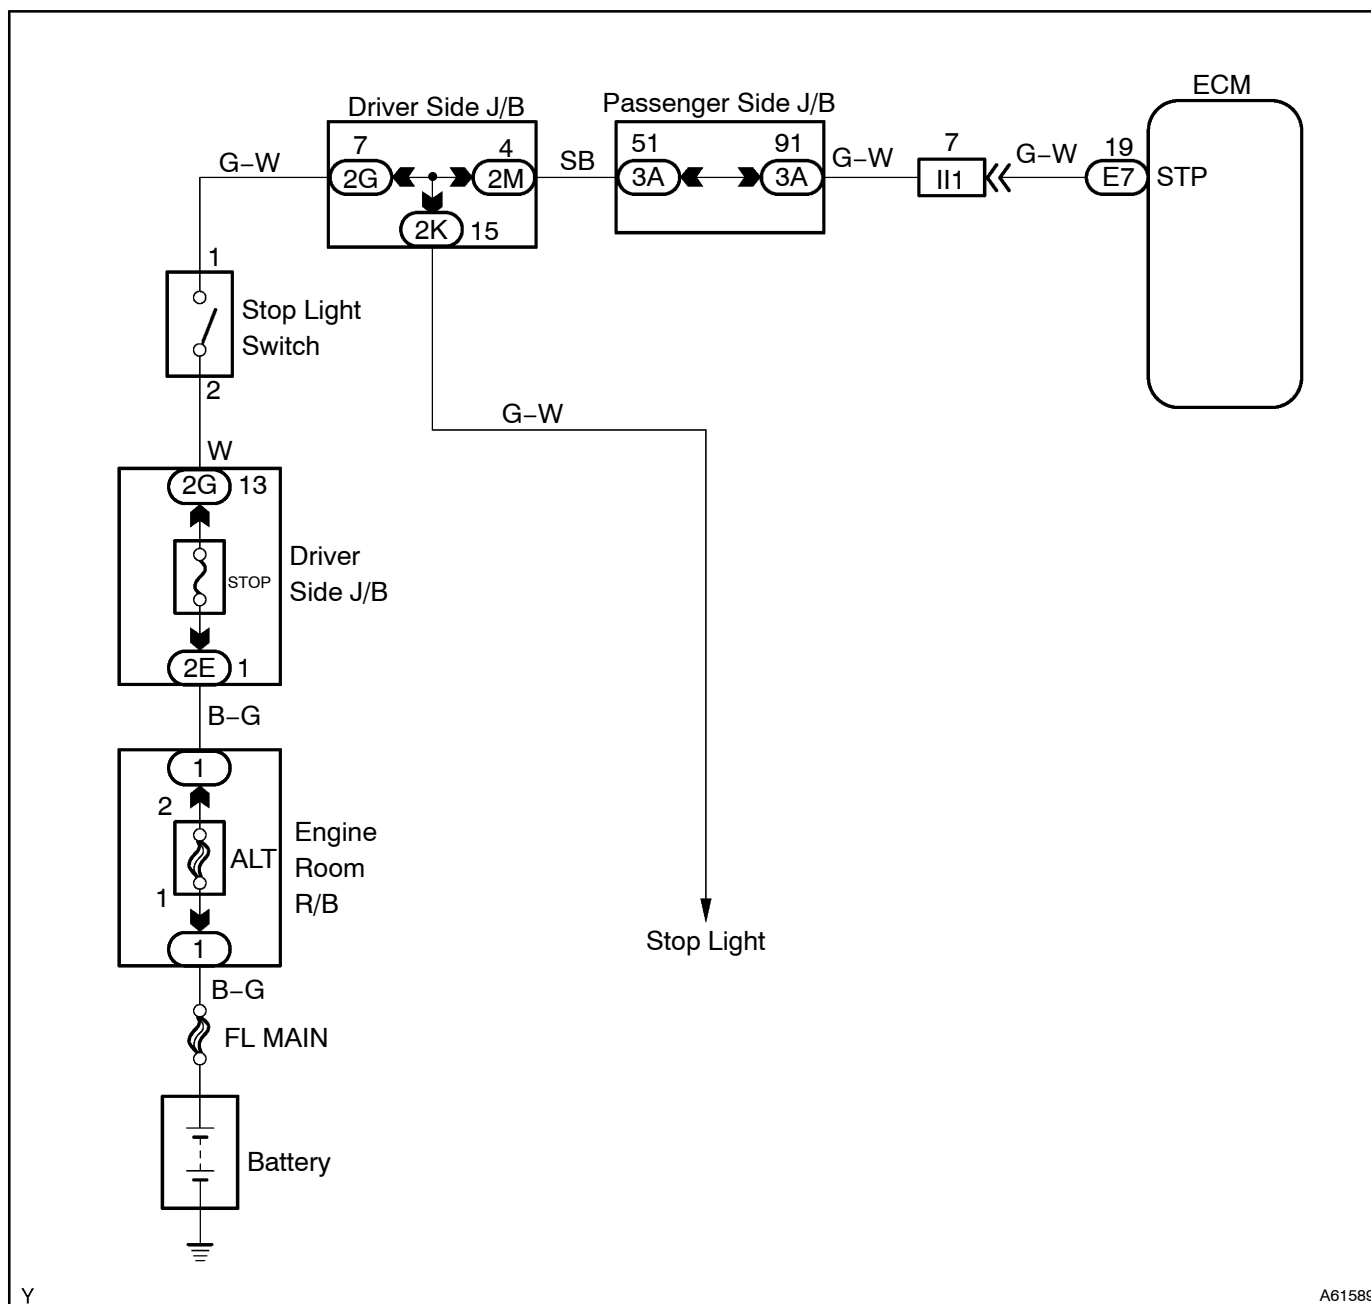 ECM
Driver Side J/B
Passenger Side J/B
7
4
51
91
7
19
G−W
2G
2M
SB
3A
3A
G−W
II1
G−W
E7
STP
2K
15
1
Stop Light
Switch
2
G−W
W
2G
13
STOP
Driver
Side J/B
2E
1
B−G
1
2
ALT
1
Engine
Room
R/B
1
Stop Light
B−G
FL MAIN
Battery
Y
A61589